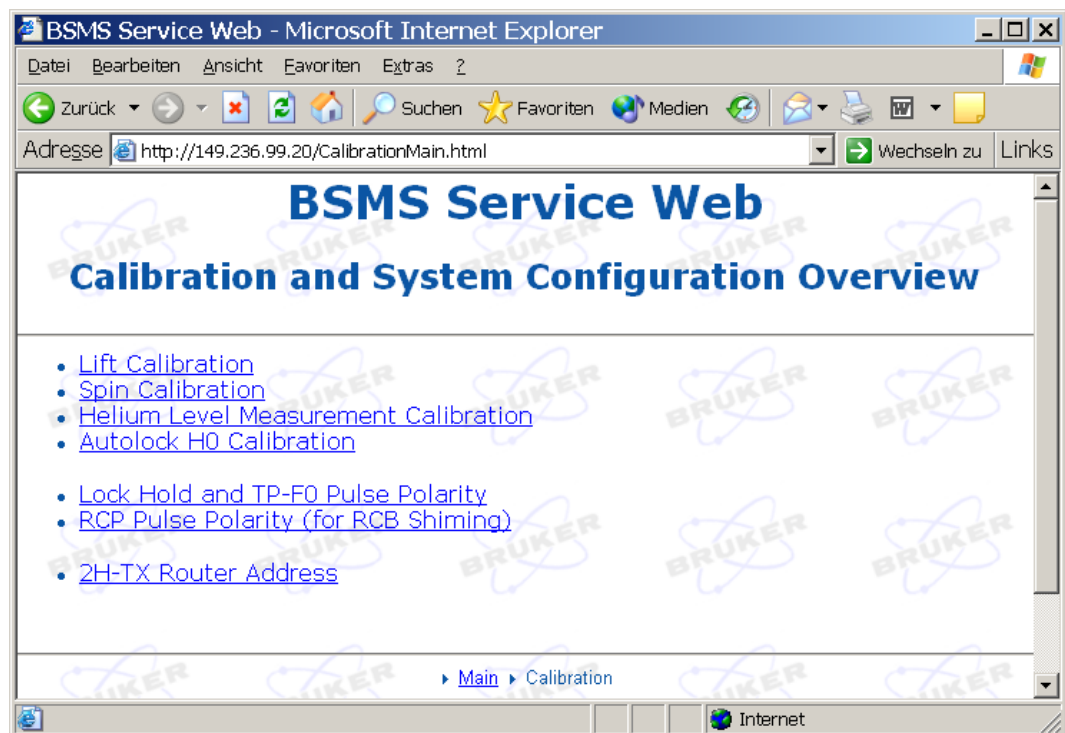 BSMS Service Web - Microsoft Internet Explorer
Datei Bearbeiten Ansicht Favoriten Extras ?
Zurück Suchen Favoriten Medien
Adresse http://149.236.99.20/CalibrationMain.html Wechseln zu Links
BSMS Service Web
Calibration and System Configuration Overview
• Lift Calibration
• Spin Calibration
• Helium Level Measurement Calibration
• Autolock H0 Calibration
• Lock Hold and TP-F0 Pulse Polarity
• RCP Pulse Polarity (for RCB Shiming)
• 2H-TX Router Address
Main Calibration
Internet
BRUKER